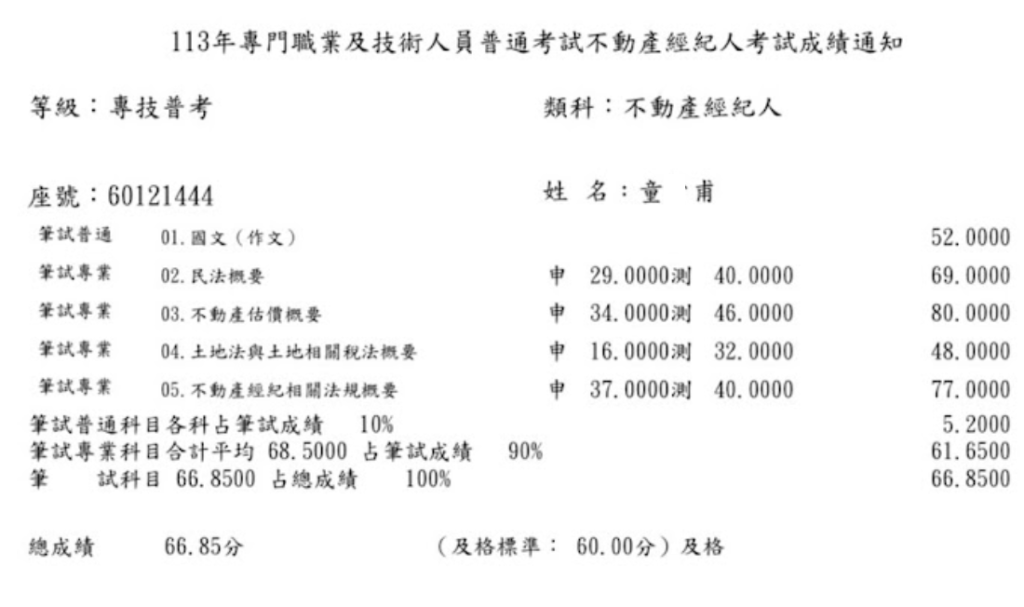 113年專門職業及技術人員普通考試不動產經紀人考試成績通知
等級：專技普考 類科：不動產經紀人
座號：60121444 姓 名：童 甫
筆試普通 01.國文（作文） 52.0000
筆試專業 02.民法概要 申 29.0000測 40.0000 69.0000
筆試專業 03.不動產估價概要 申 34.0000測 46.0000 80.0000
筆試專業 04.土地法與土地相關稅法概要 申 16.0000測 32.0000 48.0000
筆試專業 05.不動產經紀相關法規概要 申 37.0000測 40.0000 77.0000
筆試普通科目各科占筆試成績 10% 5.2000
筆試專業科目合計平均 68.5000 占筆試成績 90% 61.6500
筆 試科目 66.8500 占總成績 100% 66.8500
總成績 66.85分 （及格標準： 60.00分）及格